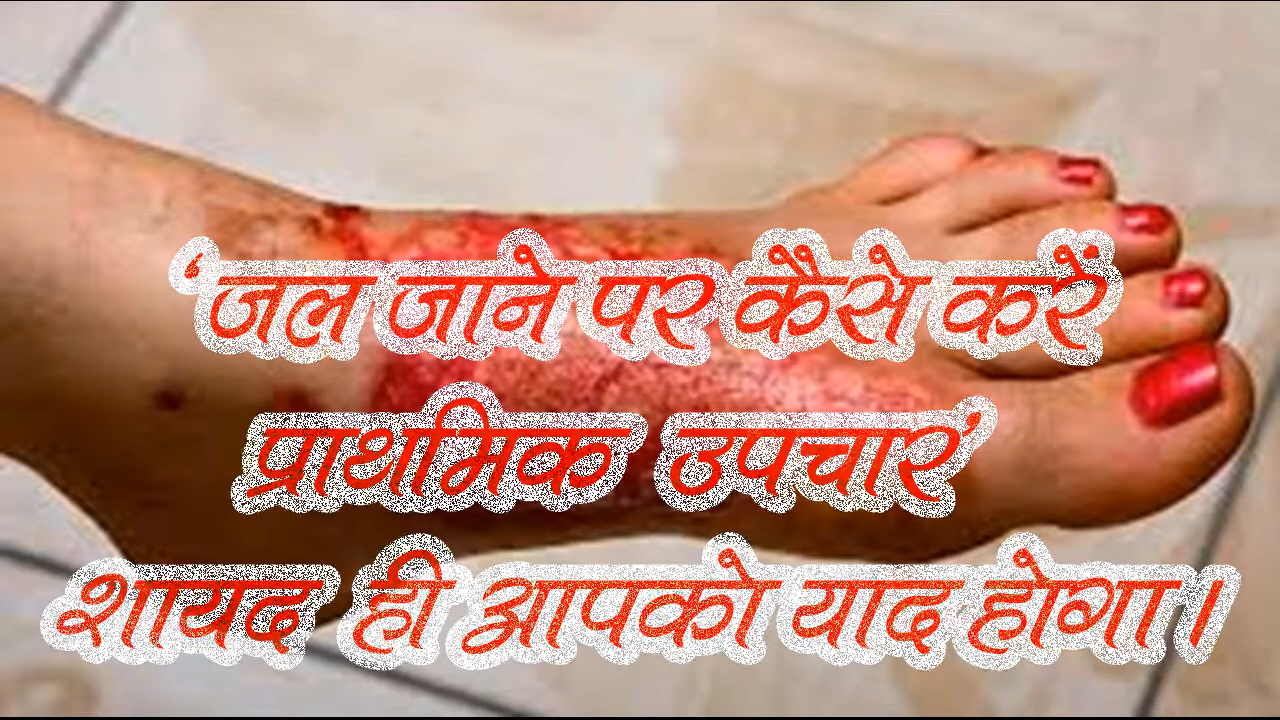 ‘जल जाने पर कैसे करें
प्राथमिक उपचार’
शायद ही आपको याद होगा।